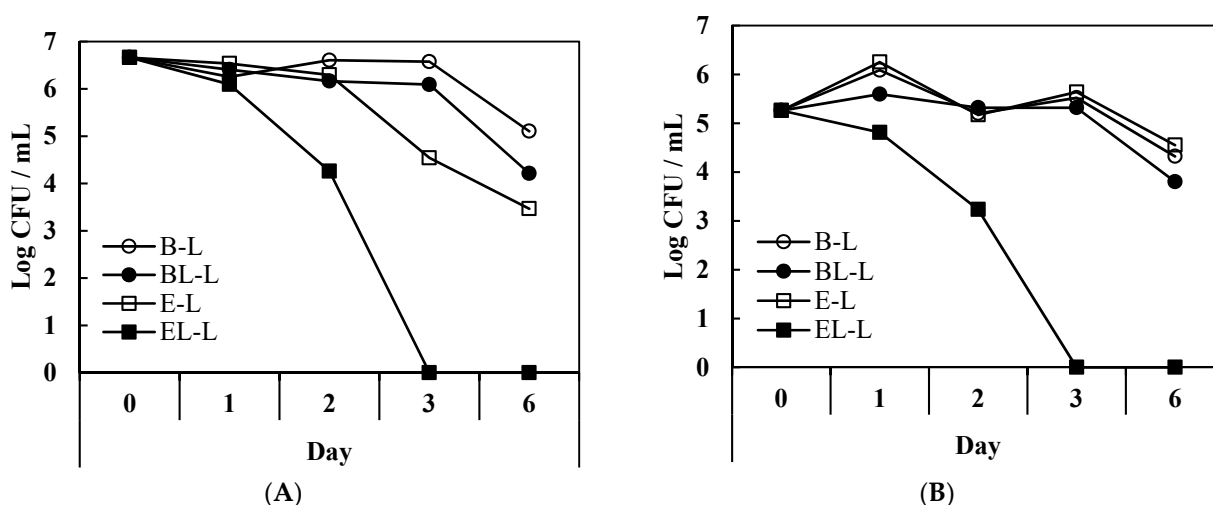 7
6
5
4
3
2
1
0
Log CFU / mL
B-L
BL-L
E-L
EL-L
0 1 2 3 6
Day
(A)
7
6
5
4
3
2
1
0
Log CFU / mL
B-L
BL-L
E-L
EL-L
0 1 2 3 6
Day
(B)